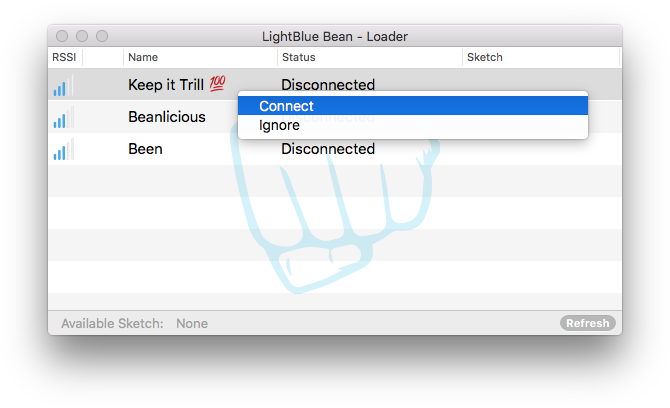 LightBlue Bean - Loader
RSSI Name Status Sketch
Keep it Trill 💯 Disconnected
Connect
Beanlicious
Ignore
Been Disconnected
Available Sketch: None Refresh